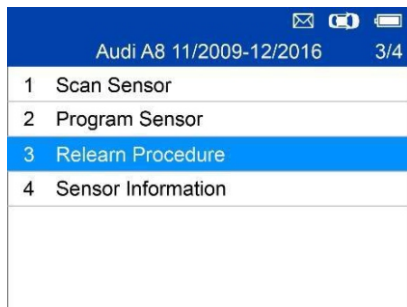 Audi A8 11/2009-12/2016 3/4
1 Scan Sensor
2 Program Sensor
3 Relearn Procedure
4 Sensor Information